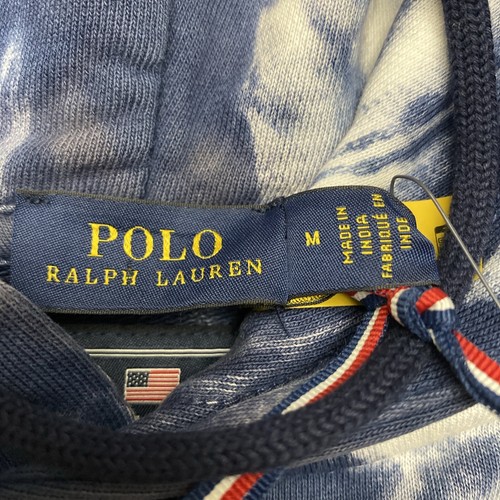 POLO
RALPH LAUREN
M
MADE IN
INDIA
FABRIQUÉ EN
INDE